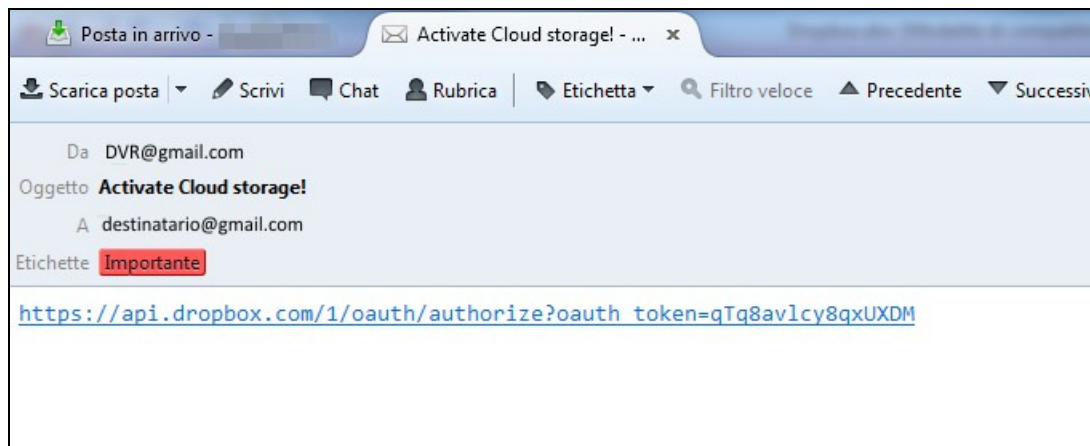 Posta in arrivo -
Activate Cloud storage! - ... x
Scarica posta Scrivi Chat Rubrica Etichetta Filtro veloce Precedente Successiv
Da DVR@gmail.com
Oggetto Activate Cloud storage!
A destinatario@gmail.com
Etichette Importante
https://api.dropbox.com/1/oauth/authorize?oauth_token=qTq8avlcy8qxUXDM